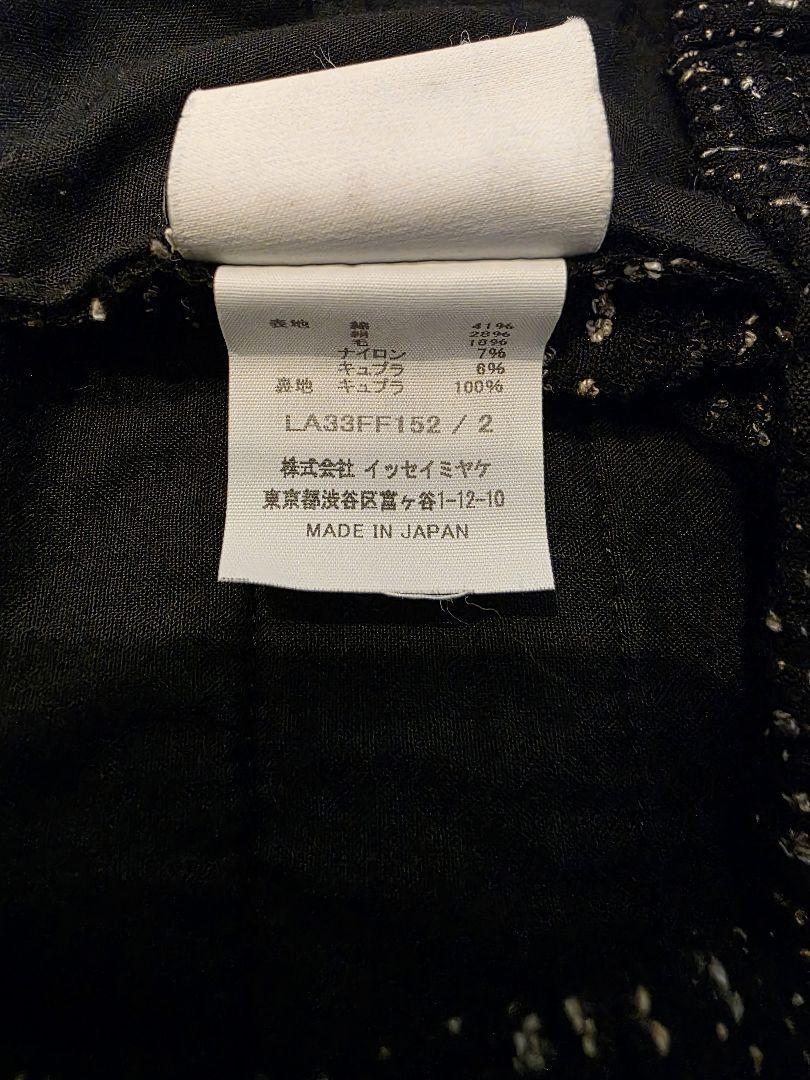 表地 綿 41%
絹 28%
毛 18%
ナイロン 7%
キュプラ 6%
裏地 キュプラ 100%
LA33FF152 / 2
株式会社 イッセイミヤケ
東京都渋谷区富ヶ谷1-12-10
MADE IN JAPAN